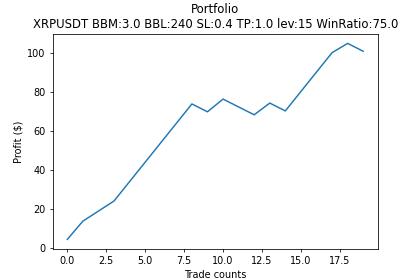 Portfolio
XRPUSDT BBM:3.0 BBL:240 SL:0.4 TP:1.0 lev:15 WinRatio:75.0
100
80
60
40
20
0
Profit ($)
0.0 2.5 5.0 7.5 10.0 12.5 15.0 17.5
Trade counts